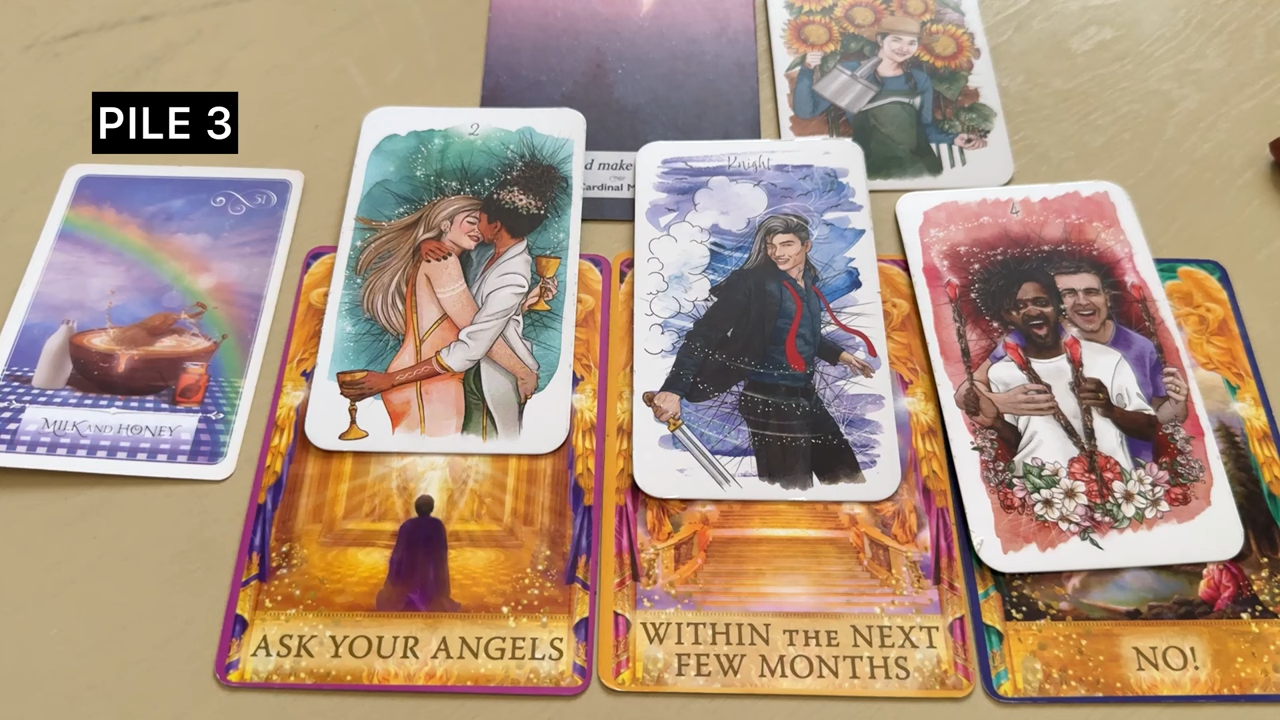 PILE 3
31
MILK AND HONEY
2
d make
Cardinal M
Knight
4
ASK YOUR ANGELS
WITHIN THE NEXT
FEW MONTHS
NO!